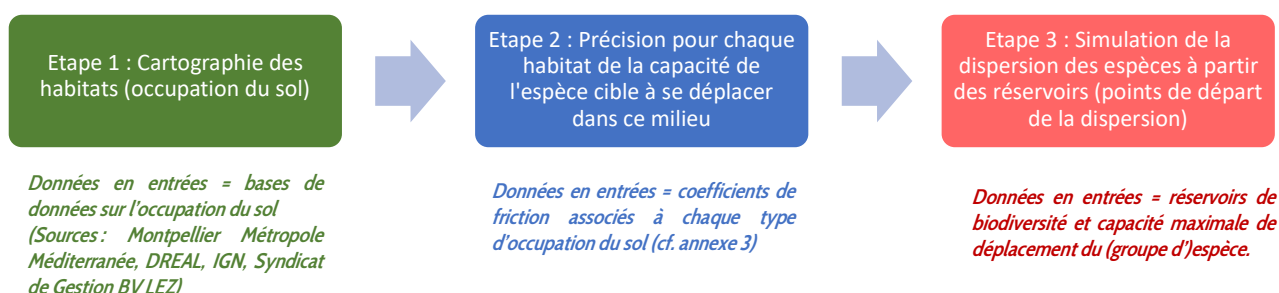 Etape 1 : Cartographie des
habitats (occupation du sol)
Etape 2 : Précision pour chaque
habitat de la capacité de
l'espèce cible à se déplacer
dans ce milieu
Etape 3 : Simulation de la
dispersion des espèces à partir
des réservoirs (points de départ
de la dispersion)
Données en entrées = bases de
données sur l'occupation du sol
(Sources : Montpellier Métropole
Méditerranée, DREAL, IGN, Syndicat
de Gestion BV LEZ)
Données en entrées = coefficients de
friction associés à chaque type
d'occupation du sol (cf. annexe 3)
Données en entrées = réservoirs de
biodiversité et capacité maximale de
déplacement du (groupe d')espèce.